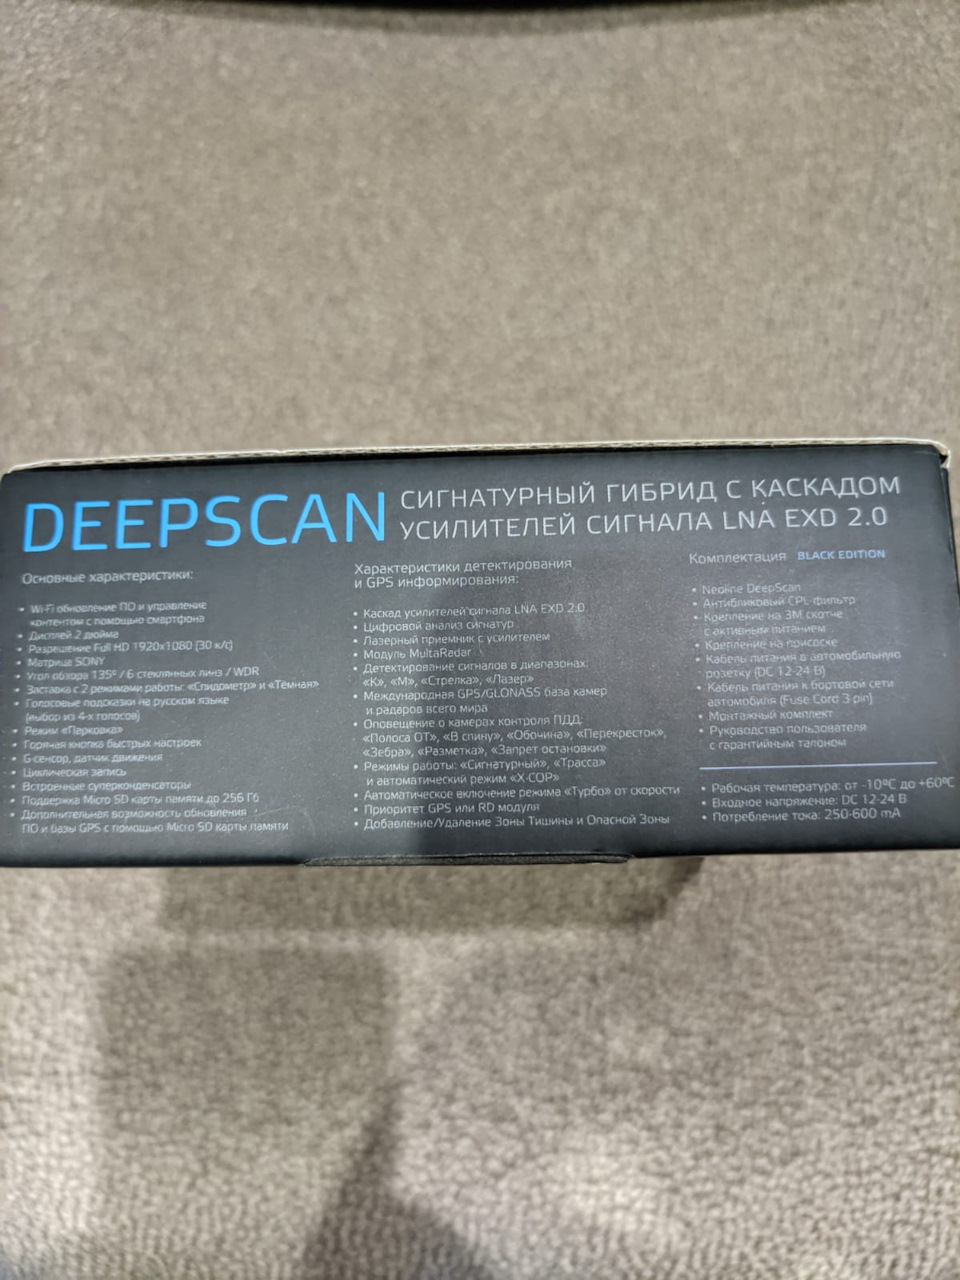 DEEPSCAN
СИГНАТУРНЫЙ ГИБРИД С КАСКАДОМ
УСИЛИТЕЛЕЙ СИГНАЛА LNA EXD 2.0
Основные характеристики:
• Wi-Fi обновление ПО и управление
контентом с помощью смартфона
• Дисплей 2 дюйма
• Разрешение Full HD 1920x1080 (30 к/с)
• Матрица SONY
• Угол обзора 135° / 6 стеклянных линз / WDR
• Заставка с 2 режимами работы: «Спидометр» и «Тёмная»
• Голосовые подсказки на русском языке
(выбор из 4-х голосов)
• Режим «Парковка»
• Горячая кнопка быстрых настроек
• G-сенсор, датчик движения
• Циклическая запись
• Встроенные суперконденсаторы
• Поддержка Micro SD карты памяти до 256 Гб
• Дополнительная возможность обновления
ПО и базы GPS с помощью Micro SD карты памяти
Характеристики детектирования
и GPS информирования:
• Каскад усилителей сигнала LNA EXD 2.0
• Цифровой анализ сигнатур
• Лазерный приемник с усилителем
• Модуль MultaRadar
• Детектирование сигналов в диапазонах:
«К», «М», «Стрелка», «Лазер»
• Международная GPS/GLONASS база камер
и радаров всего мира
• Оповещение о камерах контроля ПДД:
«Полоса ОТ», «В спину», «Обочина», «Перекресток»,
«Зебра», «Разметка», «Запрет остановки»
• Режимы работы: «Сигнатурный», «Трасса»
и автоматический режим «X-COP»
• Автоматическое включение режима «Турбо» от скорости
• Приоритет GPS или RD модуля
• Добавление/Удаление Зоны Тишины и Опасной Зоны
Комплектация BLACK EDITION
• Neoline DeepScan
• Антибликовый CPL-фильтр
• Крепление на 3М скотче
с активным питанием
• Крепление на присоске
• Кабель питания в автомобильную
розетку (DC 12-24 В)
• Кабель питания к бортовой сети
автомобиля (Fuse Cord 3 pin)
• Монтажный комплект
• Руководство пользователя
с гарантийным талоном
• Рабочая температура: от -10ºC до +60ºC
• Входное напряжение: DC 12-24 В
• Потребление тока: 250-600 mA